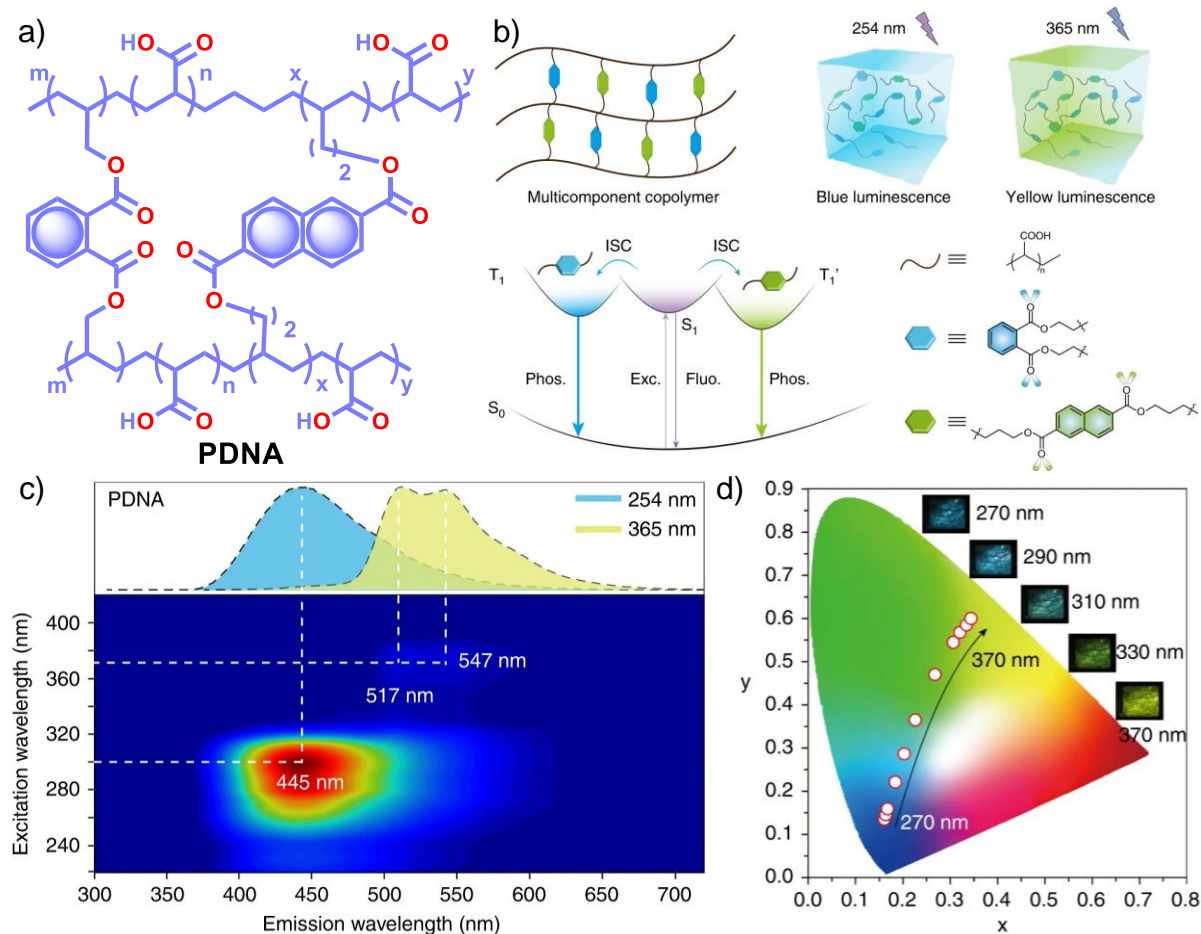 a)
HO O HO O
m n x y
O 2 O
O O
O O
O O
2
m n x y
HO O HO O
PDNA
b)
254 nm 365 nm
Multicomponent copolymer Blue luminescence Yellow luminescence
ISC ISC
T1 T1'
S1
Phos. Exc. Fluo. Phos.
S0
COOH
n
≡
O
O
≡
O
O
O
O
≡
O
O
c)
PDNA
254 nm
365 nm
400
360
320
280
240
Excitation wavelength (nm)
547 nm
517 nm
445 nm
300 350 400 450 500 550 600 650 700
Emission wavelength (nm)
d)
0.9
0.8
0.7
0.6
0.5
0.4
0.3
0.2
0.1
0.0
y
270 nm
290 nm
310 nm
330 nm
370 nm
370 nm
270 nm
0.0 0.1 0.2 0.3 0.4 0.5 0.6 0.7 0.8
x